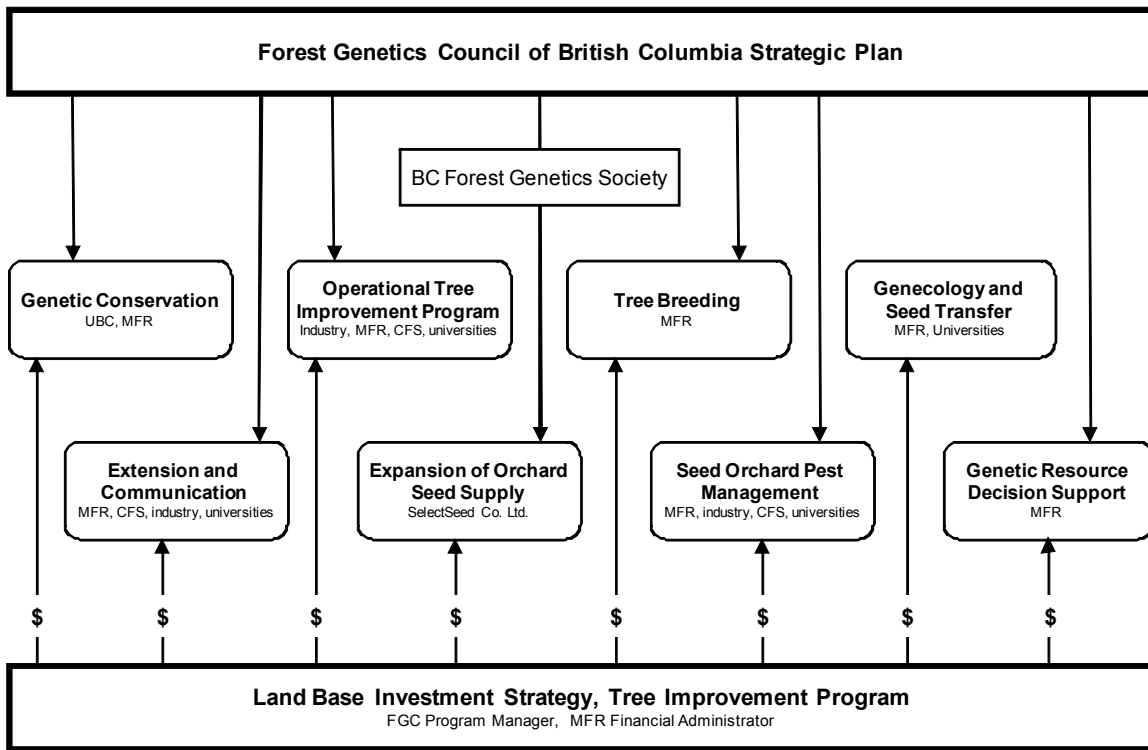 Forest Genetics Council of British Columbia Strategic Plan
BC Forest Genetics Society
Genetic Conservation
UBC, MFR
Operational Tree
Improvement Program
Industry, MFR, CFS, universities
Tree Breeding
MFR
Genecology and
Seed Transfer
MFR, Universities
Extension and
Communication
MFR, CFS, industry, universities
Expansion of Orchard
Seed Supply
SelectSeed Co. Ltd.
Seed Orchard Pest
Management
MFR, industry, CFS, universities
Genetic Resource
Decision Support
MFR
$ $ $ $ $ $ $ $
Land Base Investment Strategy, Tree Improvement Program
FGC Program Manager, MFR Financial Administrator